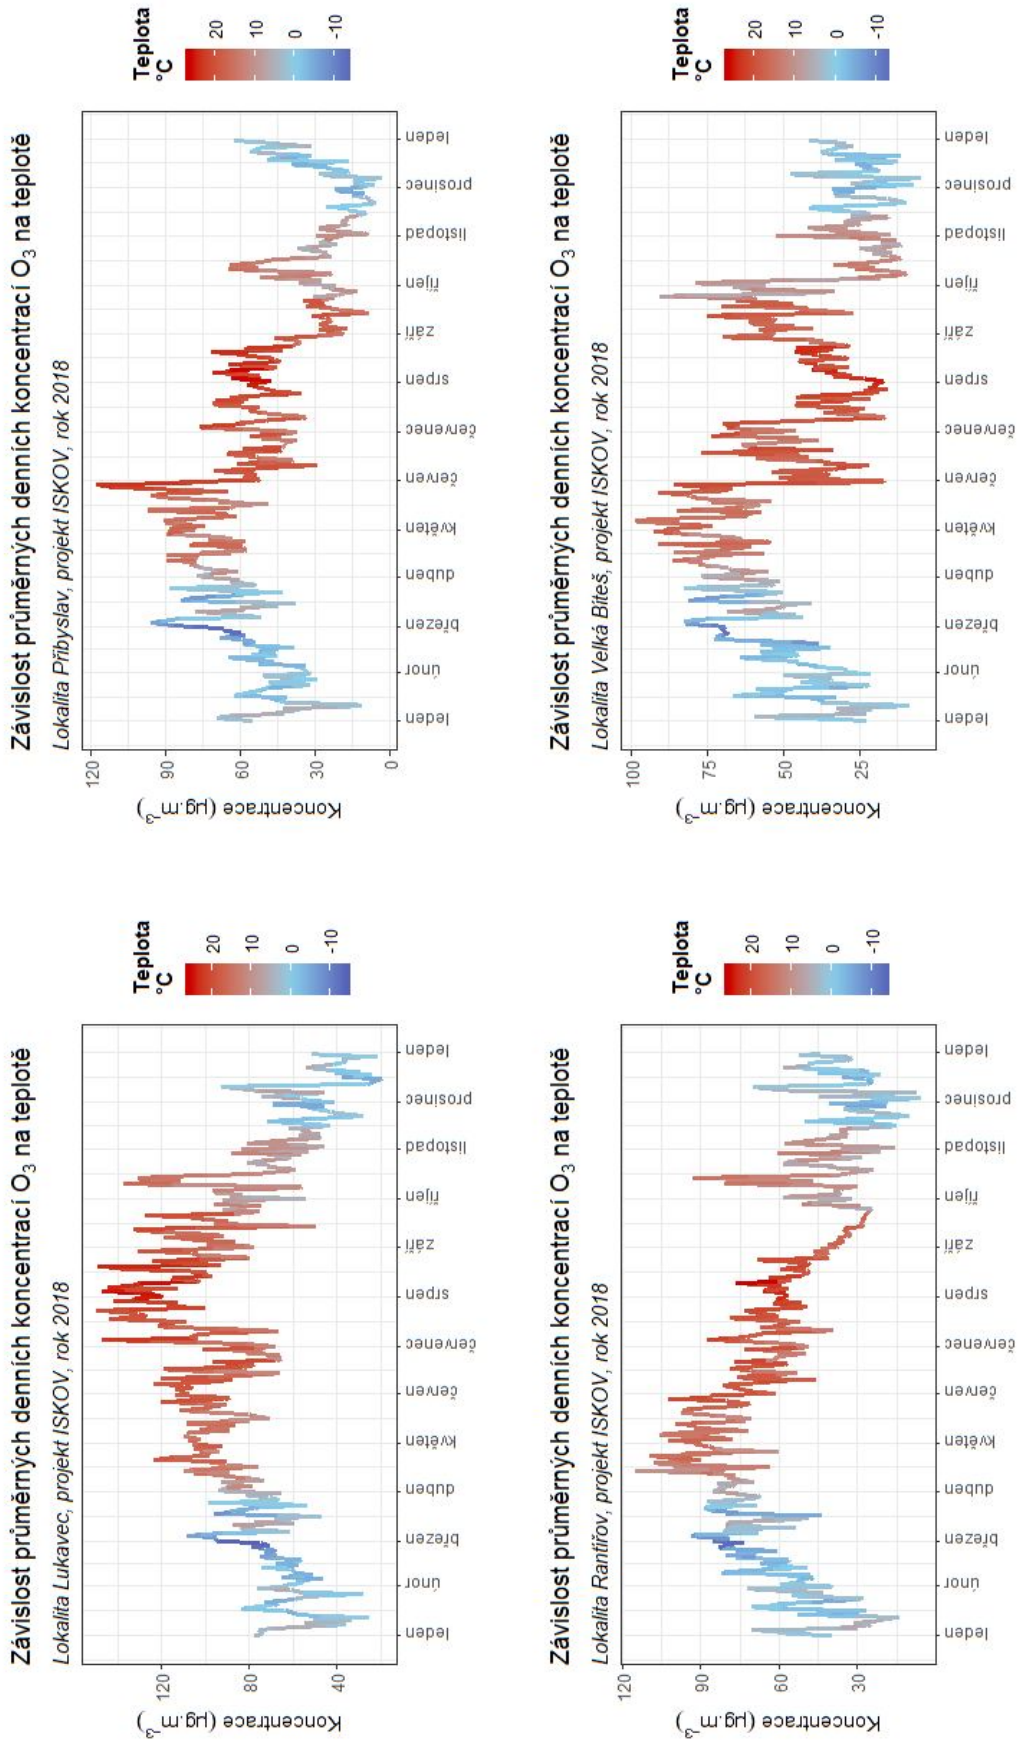 Závislost průměrných denních koncentrací O₃ na teplotě
Lokalita Lukavec, projekt ISKOV, rok 2018
Koncentrace (µg.m⁻³)
120
80
40
leden
únor
březen
duben
květen
červen
červenec
srpen
září
říjen
listopad
prosinec
leden
Teplota
°C
20
10
0
-10
Závislost průměrných denních koncentrací O₃ na teplotě
Lokalita Přibyslav, projekt ISKOV, rok 2018
Koncentrace (µg.m⁻³)
120
90
60
30
0
leden
únor
březen
duben
květen
červen
červenec
srpen
září
říjen
listopad
prosinec
leden
Teplota
°C
20
10
0
-10
Závislost průměrných denních koncentrací O₃ na teplotě
Lokalita Rantířov, projekt ISKOV, rok 2018
Koncentrace (µg.m⁻³)
120
90
60
30
leden
únor
březen
duben
květen
červen
červenec
srpen
září
říjen
listopad
prosinec
leden
Teplota
°C
20
10
0
-10
Závislost průměrných denních koncentrací O₃ na teplotě
Lokalita Velká Bíteš, projekt ISKOV, rok 2018
Koncentrace (µg.m⁻³)
100
75
50
25
leden
únor
březen
duben
květen
červen
červenec
srpen
září
říjen
listopad
prosinec
leden
Teplota
°C
20
10
0
-10